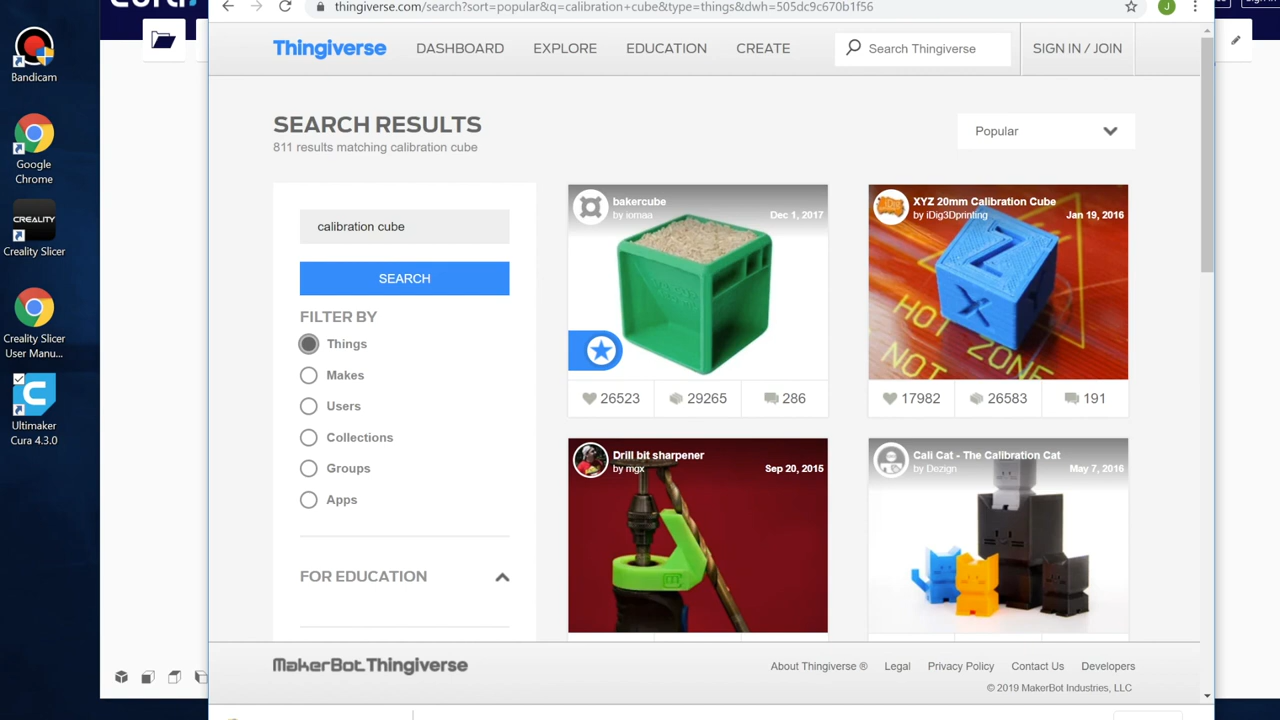 thingiverse.com/search?sort=popular&q=calibration+cube&type=things&dwh=505dc9c670b1f56
J
Bandicam
Google
Chrome
CREALITY
Creality Slicer
Creality Slicer
User Manu...
Ultimaker
Cura 4.3.0
Thingiverse
DASHBOARD
EXPLORE
EDUCATION
CREATE
Search Thingiverse
SIGN IN / JOIN
SEARCH RESULTS
811 results matching calibration cube
Popular
calibration cube
SEARCH
FILTER BY
Things
Makes
Users
Collections
Groups
Apps
FOR EDUCATION
bakercube
by iomaa
Dec 1, 2017
26523
29265
286
XYZ 20mm Calibration Cube
by iDig3Dprinting
Jan 19, 2016
Z
X
HOT ZONE
NOT
17982
26583
191
Drill bit sharpener
by mgx
Sep 20, 2015
Cali Cat - The Calibration Cat
by Dezign
May 7, 2016
MakerBot.Thingiverse
About Thingiverse ®
Legal
Privacy Policy
Contact Us
Developers
© 2019 MakerBot Industries, LLC